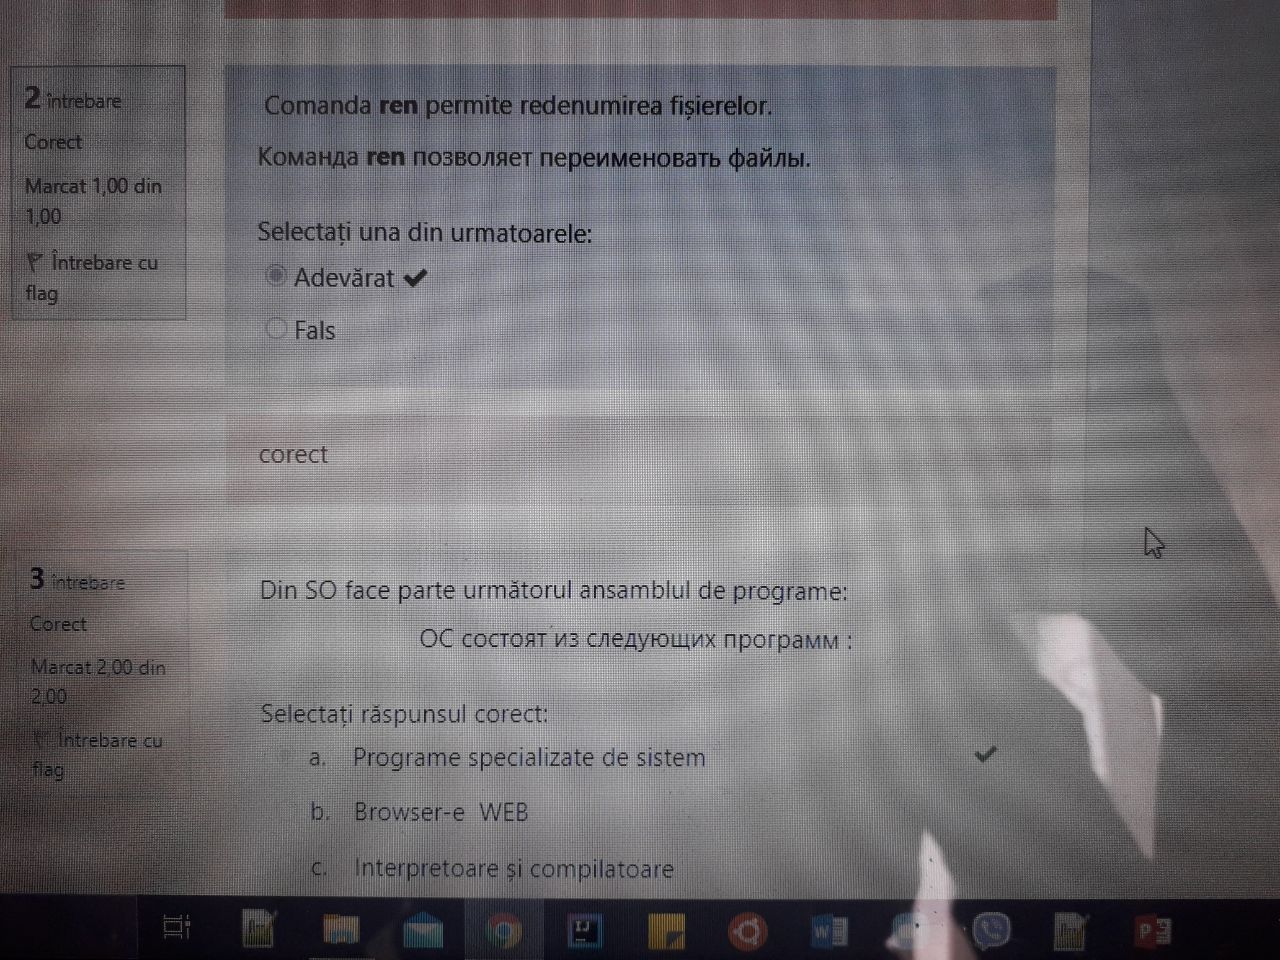 2 întrebare
Corect
Marcat 1,00 din
1,00
Întrebare cu
flag
Comanda ren permite redenumirea fișierelor.
Команда ren позволяет переименовать файлы.
Selectați una din urmatoarele:
Adevărat
Fals
corect
3 întrebare
Corect
Marcat 2,00 din
2,00
Întrebare cu
flag
Din SO face parte următorul ansamblul de programe:
ОС состоят из следующих программ :
Selectați răspunsul corect:
a. Programe specializate de sistem
b. Browser-e WEB
c. Interpretoare și compilatoare